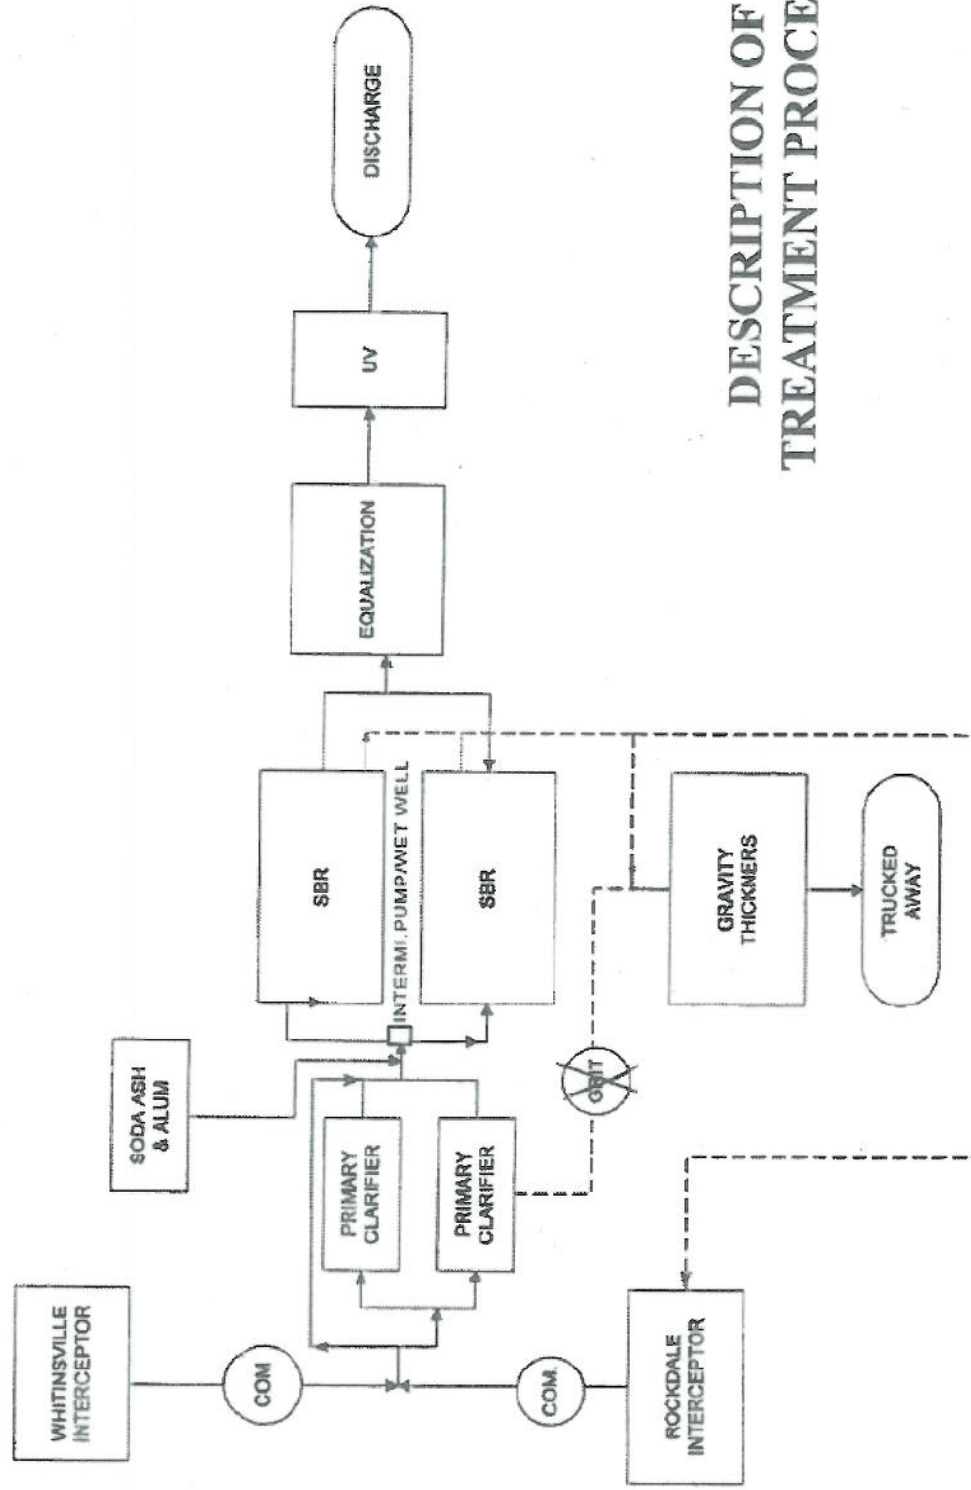 WHITINSVILLE
INTERCEPTOR
COM
SODA ASH
& ALUM
PRIMARY
CLARIFIER
PRIMARY
CLARIFIER
COM.
ROCKDALE
INTERCEPTOR
SBR
INTERMI. PUMP/WET WELL
SBR
GRIT
GRAVITY
THICKNERS
TRUCKED
AWAY
EQUALIZATION
UV
DISCHARGE
DESCRIPTION OF
TREATMENT PROCE